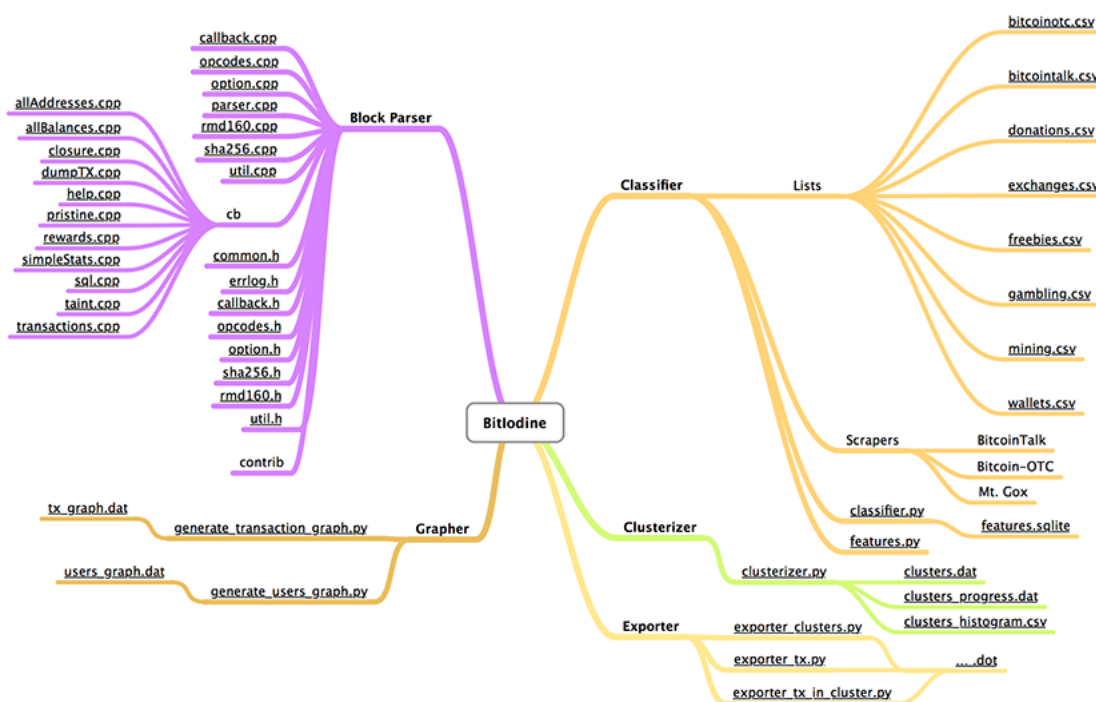 callback.cpp
opcodes.cpp
option.cpp
parser.cpp
rmd160.cpp
sha256.cpp
util.cpp
Block Parser
allAddresses.cpp
allBalances.cpp
closure.cpp
dumpTX.cpp
help.cpp
pristine.cpp
rewards.cpp
simpleStats.cpp
sql.cpp
taint.cpp
transactions.cpp
cb
common.h
errlog.h
callback.h
opcodes.h
option.h
sha256.h
rmd160.h
util.h
contrib
BitIodine
tx_graph.dat
generate_transaction_graph.py
Grapher
users_graph.dat
generate_users_graph.py
Classifier
Lists
bitcoinotc.csv
bitcointalk.csv
donations.csv
exchanges.csv
freebies.csv
gambling.csv
mining.csv
wallets.csv
Scrapers
BitcoinTalk
Bitcoin-OTC
Mt. Gox
classifier.py
features.sqlite
features.py
Clusterizer
clusterizer.py
clusters.dat
clusters_progress.dat
clusters_histogram.csv
Exporter
exporter_clusters.py
exporter_tx.py
exporter_tx_in_cluster.py
... .dot